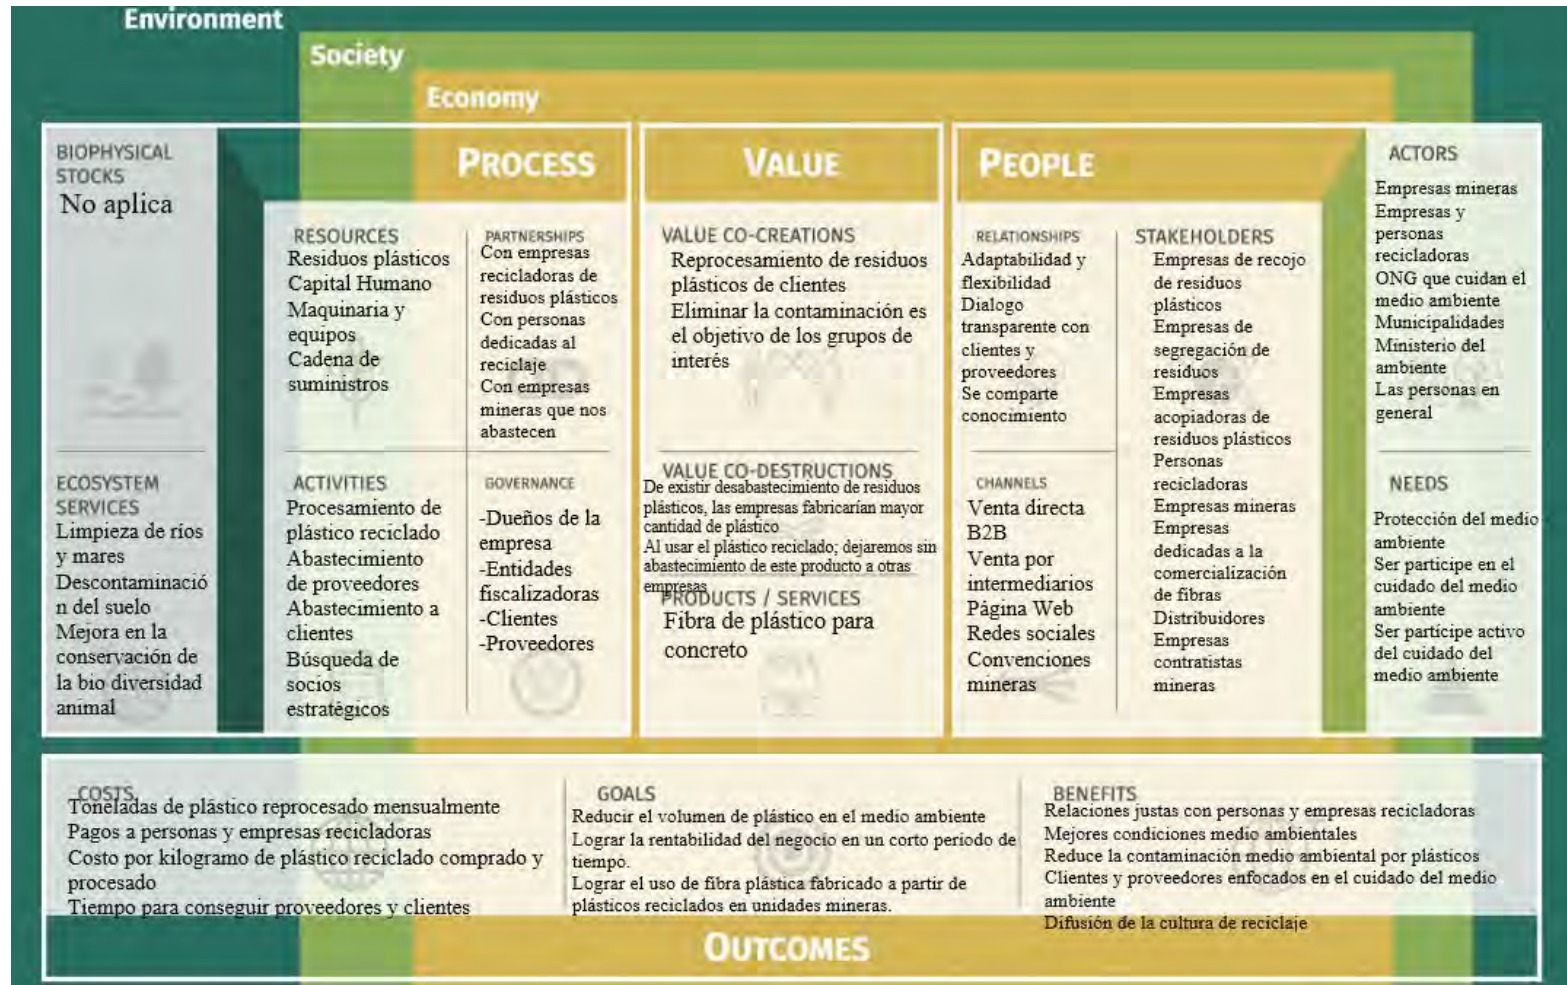 Environment
Society
Economy
BIOPHYSICAL
STOCKS
No aplica
ECOSYSTEM
SERVICES
Limpieza de ríos
y mares
Descontaminació
n del suelo
Mejora en la
conservación de
la bio diversidad
animal
PROCESS
RESOURCES
Residuos plásticos
Capital Humano
Maquinaria y
equipos
Cadena de
suministros
PARTNERSHIPS
Con empresas
recicladoras de
residuos plásticos
Con personas
dedicadas al
reciclaje
Con empresas
mineras que nos
abastecen
ACTIVITIES
Procesamiento de
plástico reciclado
Abastecimiento
de proveedores
Abastecimiento a
clientes
Búsqueda de
socios
estratégicos
GOVERNANCE
-Dueños de la
empresa
-Entidades
fiscalizadoras
-Clientes
-Proveedores
VALUE
VALUE CO-CREATIONS
Reprocesamiento de residuos
plásticos de clientes
Eliminar la contaminación es
el objetivo de los grupos de
interés
VALUE CO-DESTRUCTIONS
De existir desabastecimiento de residuos
plásticos, las empresas fabricarían mayor
cantidad de plástico
Al usar el plástico reciclado; dejaremos sin
abastecimiento de este producto a otras
empresas
PRODUCTS / SERVICES
Fibra de plástico para
concreto
PEOPLE
RELATIONSHIPS
Adaptabilidad y
flexibilidad
Dialogo
transparente con
clientes y
proveedores
Se comparte
conocimiento
CHANNELS
Venta directa
B2B
Venta por
intermediarios
Página Web
Redes sociales
Convenciones
mineras
STAKEHOLDERS
Empresas de recojo
de residuos
plásticos
Empresas de
segregación de
residuos
Empresas
acopiadoras de
residuos plásticos
Personas
recicladoras
Empresas mineras
Empresas
dedicadas a la
comercialización
de fibras
Distribuidores
Empresas
contratistas
mineras
ACTORS
Empresas mineras
Empresas y
personas
recicladoras
ONG que cuidan el
medio ambiente
Municipalidades
Ministerio del
ambiente
Las personas en
general
NEEDS
Protección del medio
ambiente
Ser participe en el
cuidado del medio
ambiente
Ser partícipe activo
del cuidado del
medio ambiente
COSTS
Toneladas de plástico reprocesado mensualmente
Pagos a personas y empresas recicladoras
Costo por kilogramo de plástico reciclado comprado y
procesado
Tiempo para conseguir proveedores y clientes
GOALS
Reducir el volumen de plástico en el medio ambiente
Lograr la rentabilidad del negocio en un corto periodo de
tiempo.
Lograr el uso de fibra plástica fabricado a partir de
plásticos reciclados en unidades mineras.
BENEFITS
Relaciones justas con personas y empresas recicladoras
Mejores condiciones medio ambientales
Reduce la contaminación medio ambiental por plásticos
Clientes y proveedores enfocados en el cuidado del medio
ambiente
Difusión de la cultura de reciclaje
OUTCOMES